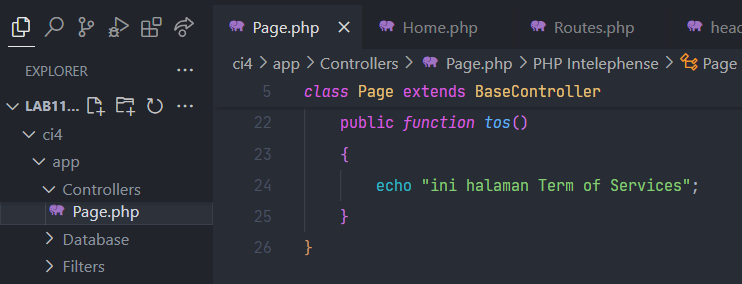 Page.php
Home.php
Routes.php
head
EXPLORER
ci4 > app > Controllers > Page.php > PHP Intelephense > Page
LAB11...
ci4
app
Controllers
Page.php
Database
Filters
5 class Page extends BaseController
22 public function tos()
23 {
24 echo "ini halaman Term of Services";
25 }
26 }